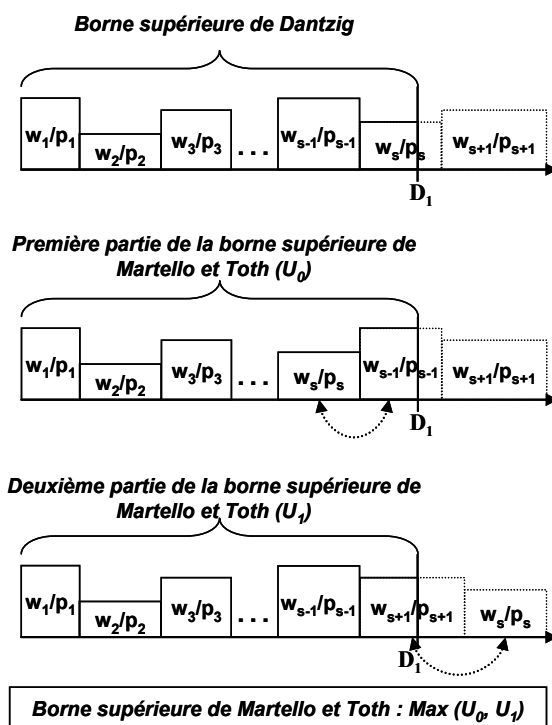 Borne supérieure de Dantzig
w1/p1 w2/p2 w3/p3 ... ws-1/ps-1 ws/ps ws+1/ps+1
D1
Première partie de la borne supérieure de
Martello et Toth (U0)
w1/p1 w2/p2 w3/p3 ... ws/ps ws-1/ps-1 ws+1/ps+1
D1
Deuxième partie de la borne supérieure de
Martello et Toth (U1)
w1/p1 w2/p2 w3/p3 ... ws-1/ps-1 ws+1/ps+1 ws/ps
D1
Borne supérieure de Martello et Toth : Max (U0, U1)